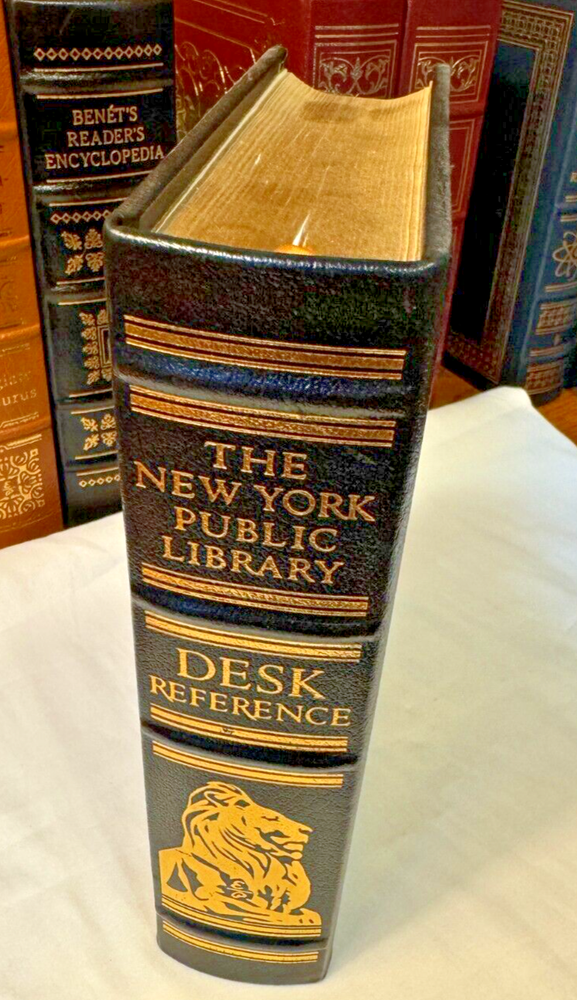 BENÉT'S
READER'S
ENCYCLOPEDIA
THE
NEW YORK
PUBLIC
LIBRARY
DESK
REFERENCE